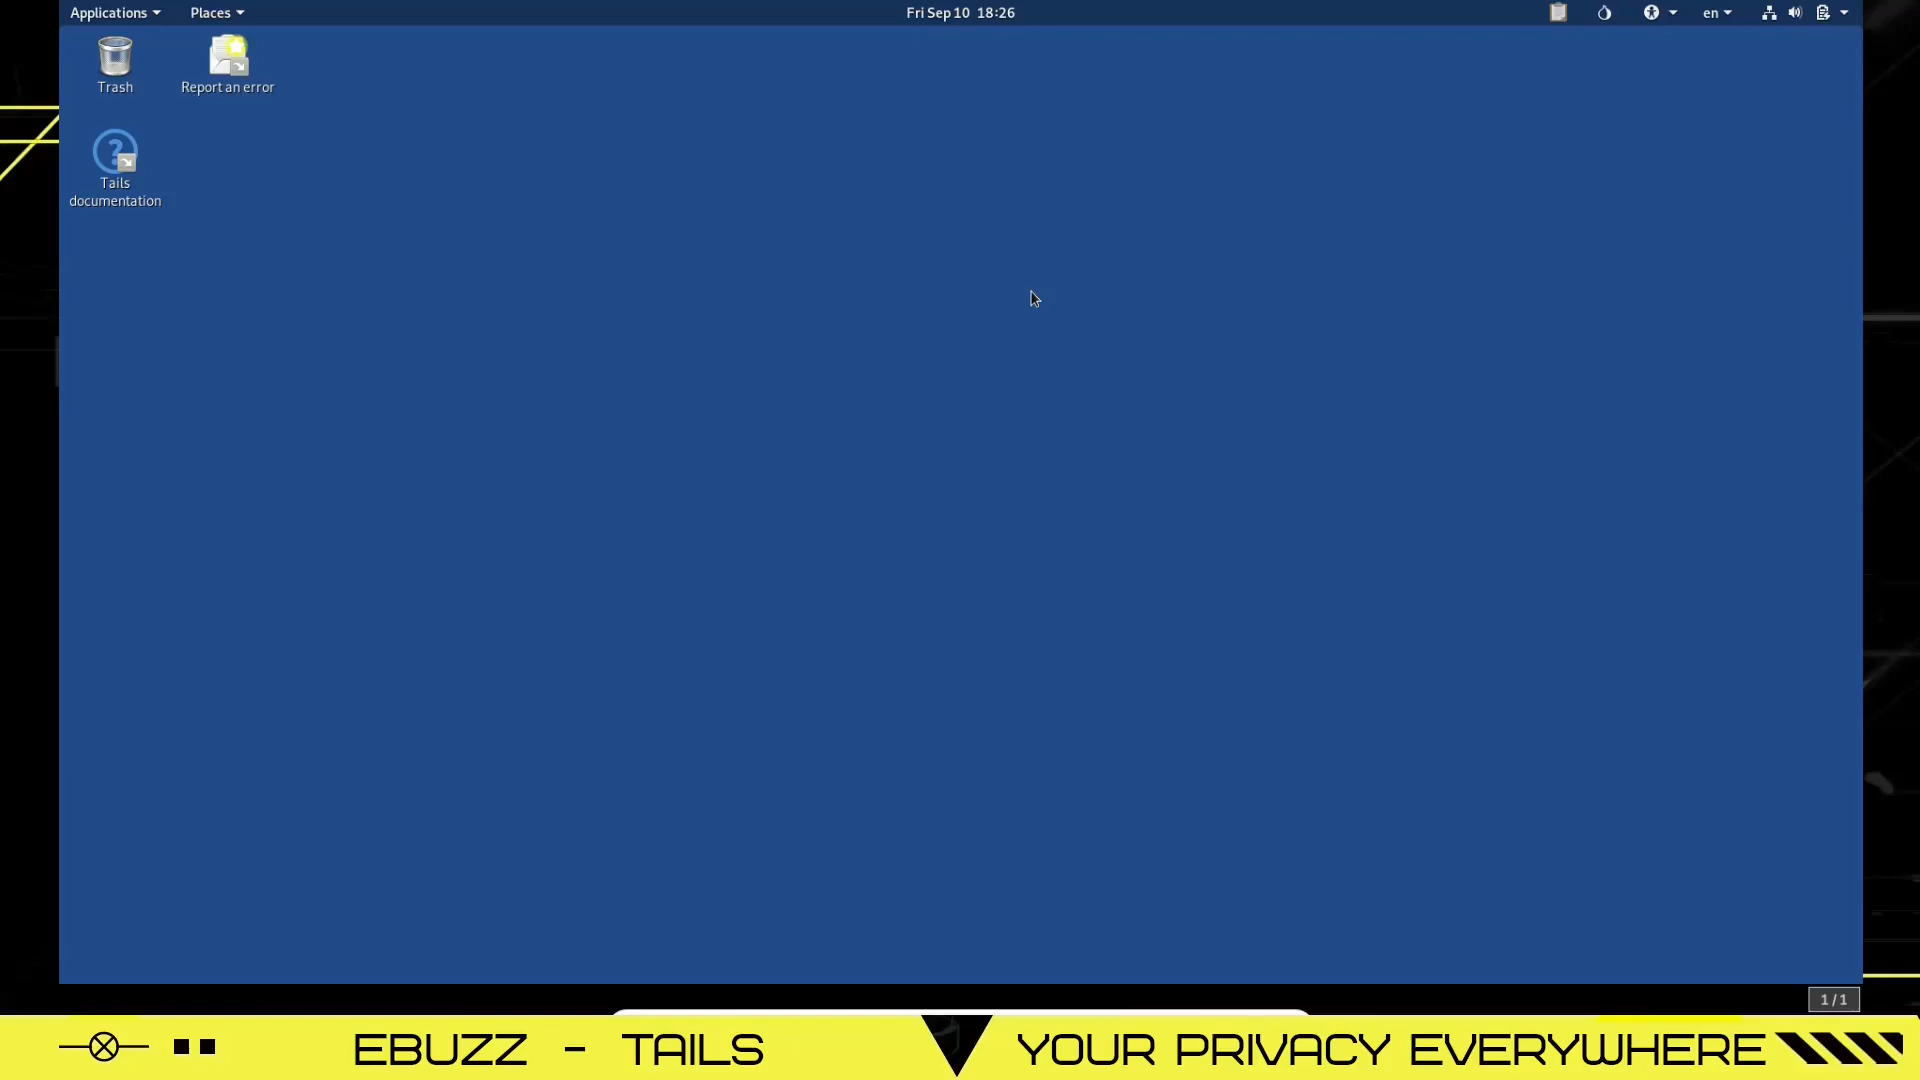 Applications Places Fri Sep 10 18:26 en
Trash Report an error
Tails
documentation
1 / 1
EBUZZ - TAILS YOUR PRIVACY EVERYWHERE